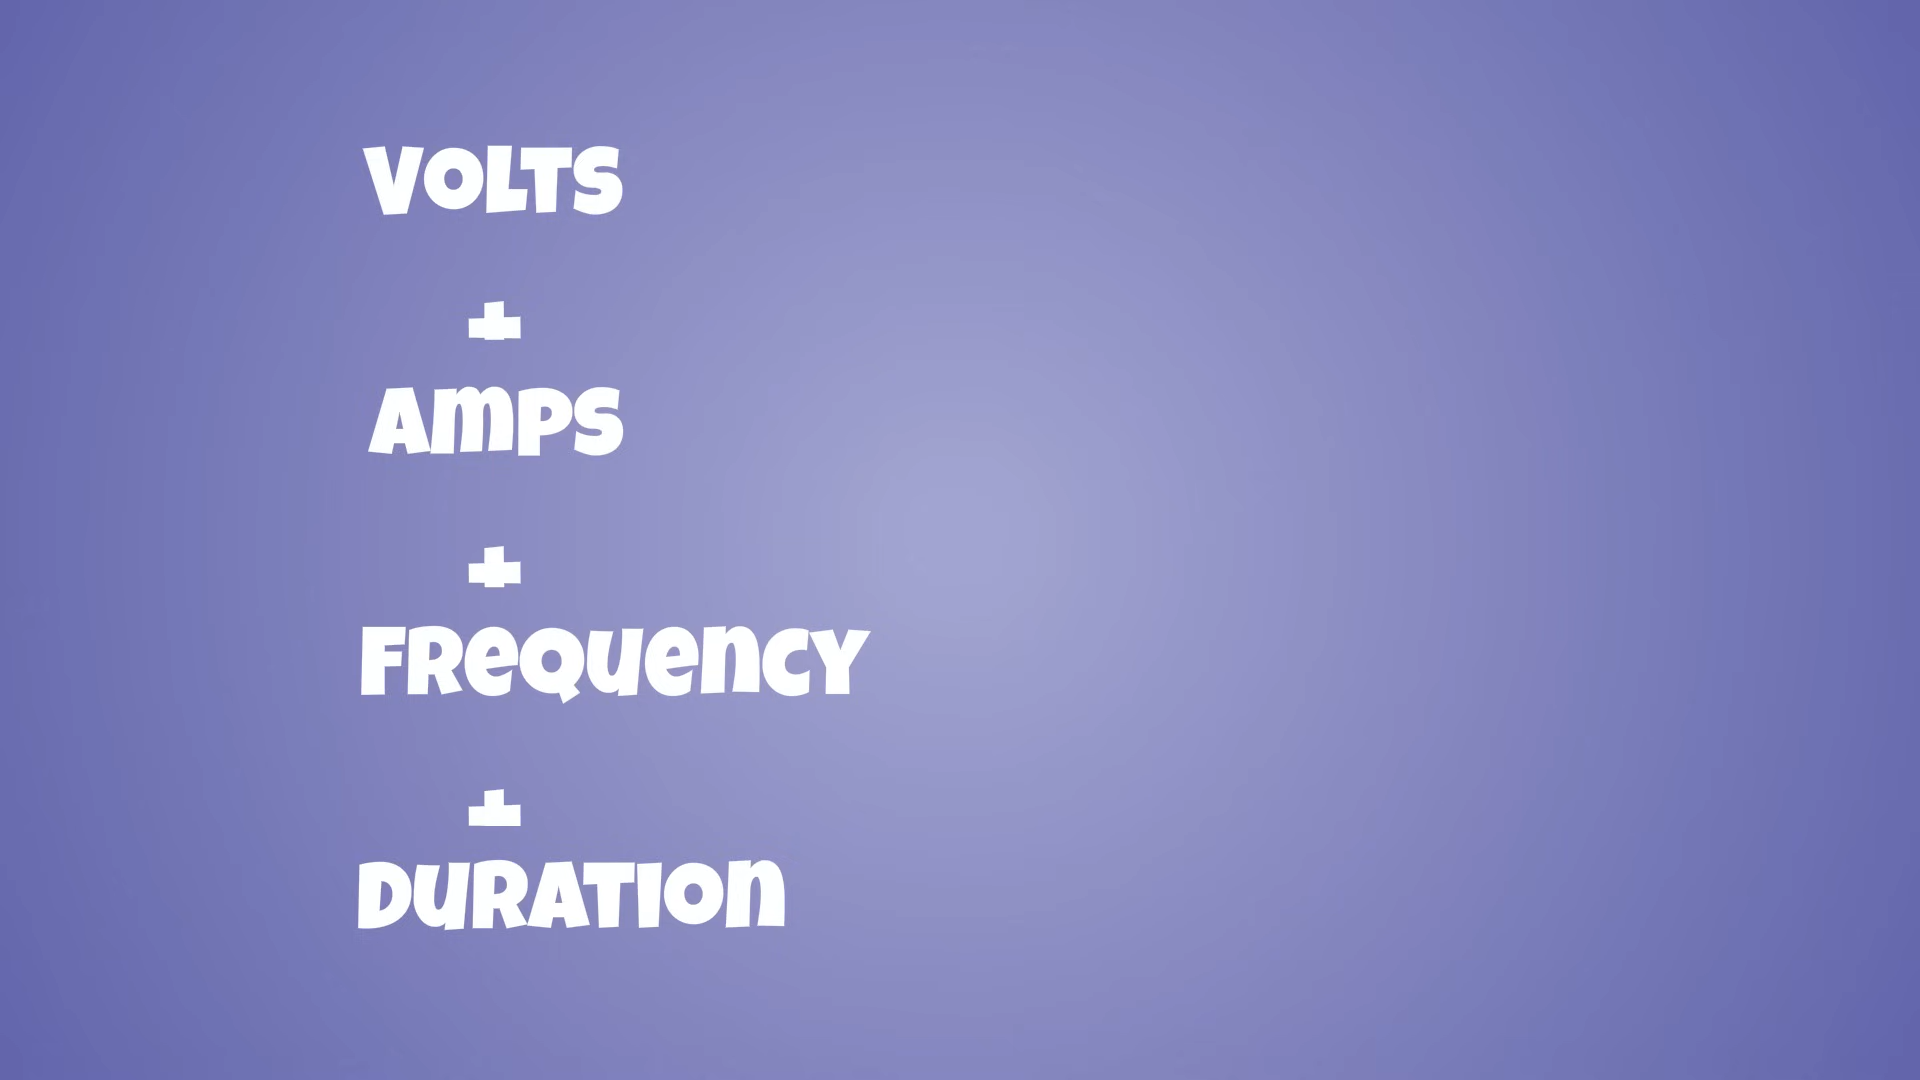 VOLTS
+
AMPS
+
FREQUENCY
+
DURATION